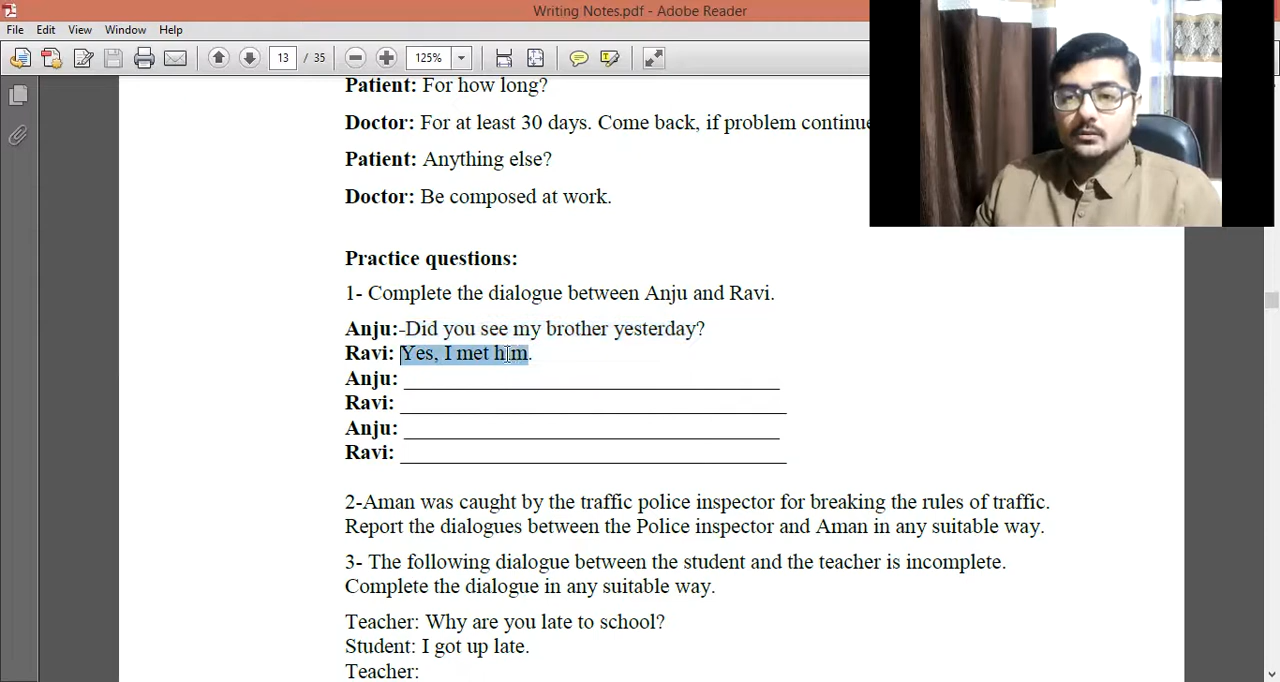 Writing Notes.pdf - Adobe Reader
File Edit View Window Help
13 / 35 125%
Patient: For how long?
Doctor: For at least 30 days. Come back, if problem continue
Patient: Anything else?
Doctor: Be composed at work.
Practice questions:
1- Complete the dialogue between Anju and Ravi.
Anju:-Did you see my brother yesterday?
Ravi: Yes, I met him.
Anju: ________________________________
Ravi: ________________________________
Anju: ________________________________
Ravi: ________________________________
2-Aman was caught by the traffic police inspector for breaking the rules of traffic.
Report the dialogues between the Police inspector and Aman in any suitable way.
3- The following dialogue between the student and the teacher is incomplete.
Complete the dialogue in any suitable way.
Teacher: Why are you late to school?
Student: I got up late.
Teacher: